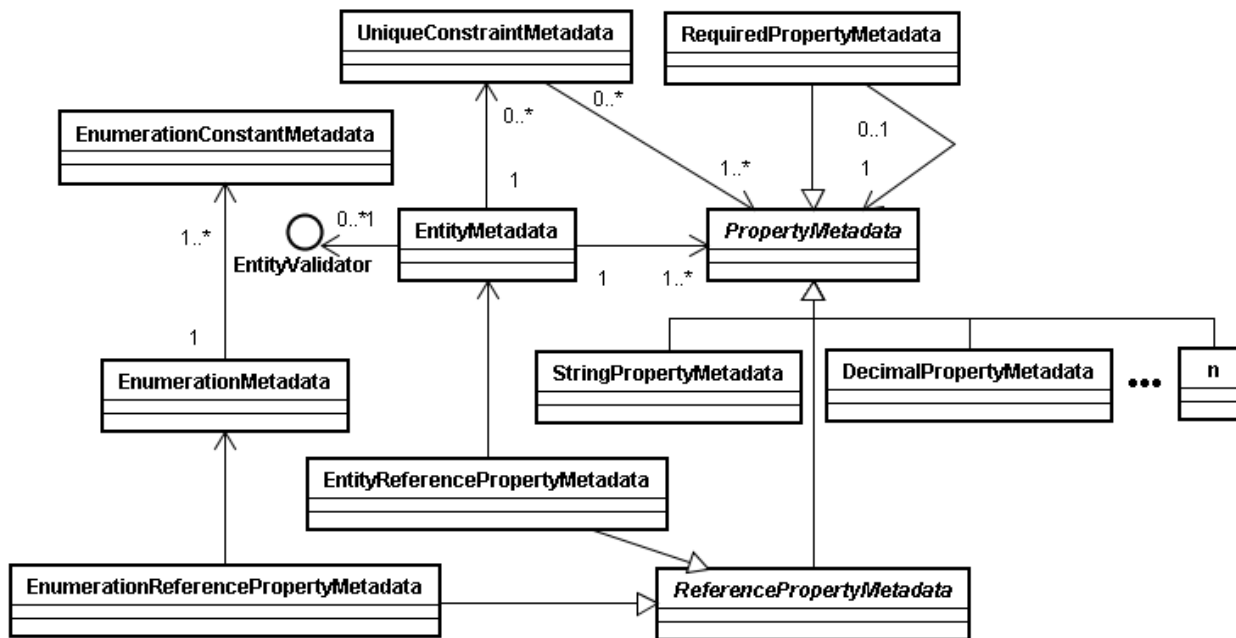 UniqueConstraintMetadata
RequiredPropertyMetadata
0..*
0..*
0..1
EnumerationConstantMetadata
1..*
1
1
1..*
0..*1
EntityMetadata
PropertyMetadata
EntityValidator
1
1..*
1
EnumerationMetadata
StringPropertyMetadata
DecimalPropertyMetadata
•••
n
EntityReferencePropertyMetadata
EnumerationReferencePropertyMetadata
ReferencePropertyMetadata